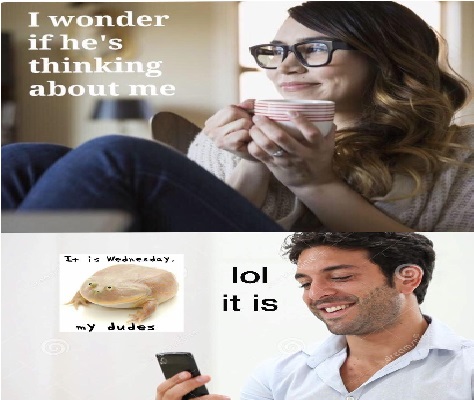 I wonder
if he's
thinking
about me
It is Wednesday,
my dudes
lol
it is